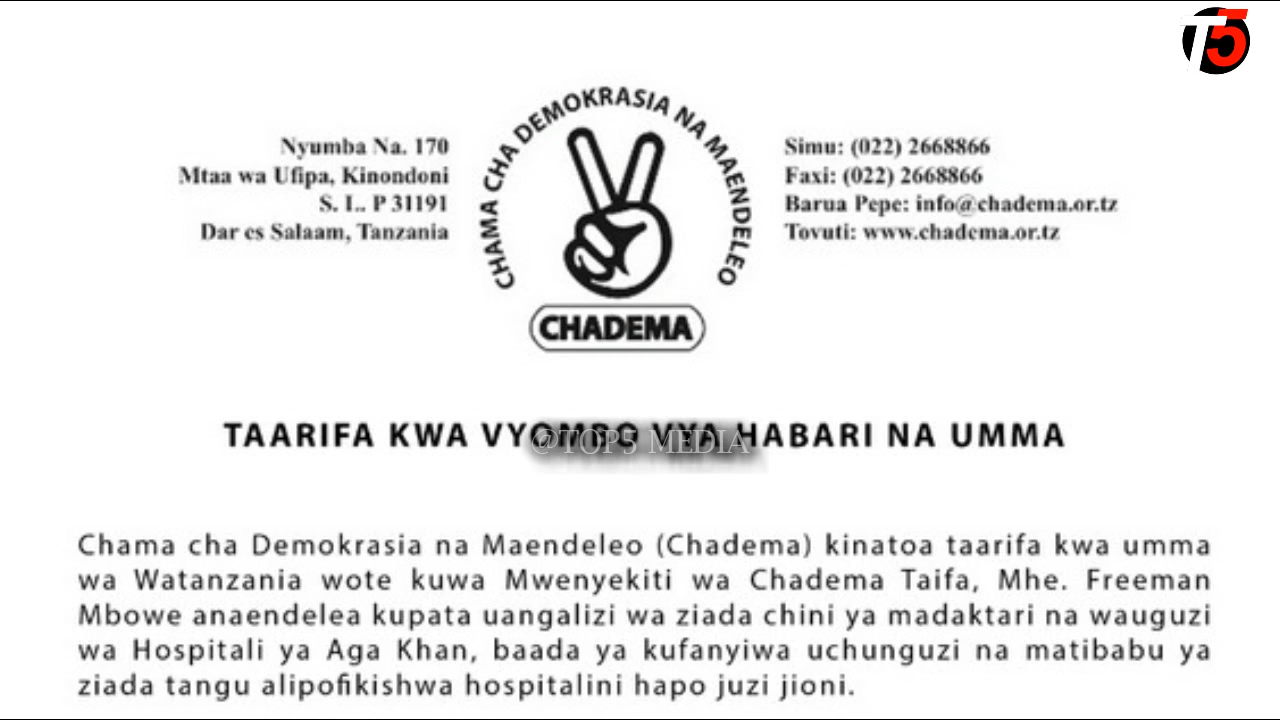 T5
Nyumba Na. 170
Mtaa wa Ufipa, Kinondoni
S. L. P 31191
Dar es Salaam, Tanzania
CHAMA CHA DEMOKRASIA NA MAENDELEO
CHADEMA
Simu: (022) 2668866
Faxi: (022) 2668866
Barua Pepe: info@chadema.or.tz
Tovuti: www.chadema.or.tz
TAARIFA KWA VYOMBO VYA HABARI NA UMMA
@TOP5 MEDIA
Chama cha Demokrasia na Maendeleo (Chadema) kinatoa taarifa kwa umma
wa Watanzania wote kuwa Mwenyekiti wa Chadema Taifa, Mhe. Freeman
Mbowe anaendelea kupata uangalizi wa ziada chini ya madaktari na wauguzi
wa Hospitali ya Aga Khan, baada ya kufanyiwa uchunguzi na matibabu ya
ziada tangu alipofikishwa hospitalini hapo juzi jioni.